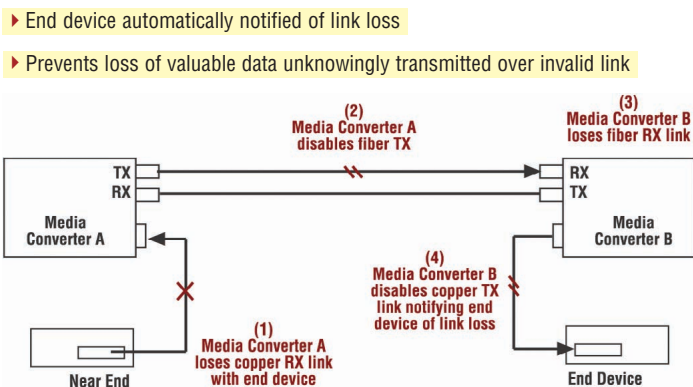 End device automatically notified of link loss
Prevents loss of valuable data unknowingly transmitted over invalid link
(2)
Media Converter A
disables fiber TX
(3)
Media Converter B
loses fiber RX link
TX
RX
Media
Converter A
RX
TX
Media
Converter B
(4)
Media Converter B
disables copper TX
link notifying end
device of link loss
(1)
Media Converter A
loses copper RX link
with end device
Near End
End Device